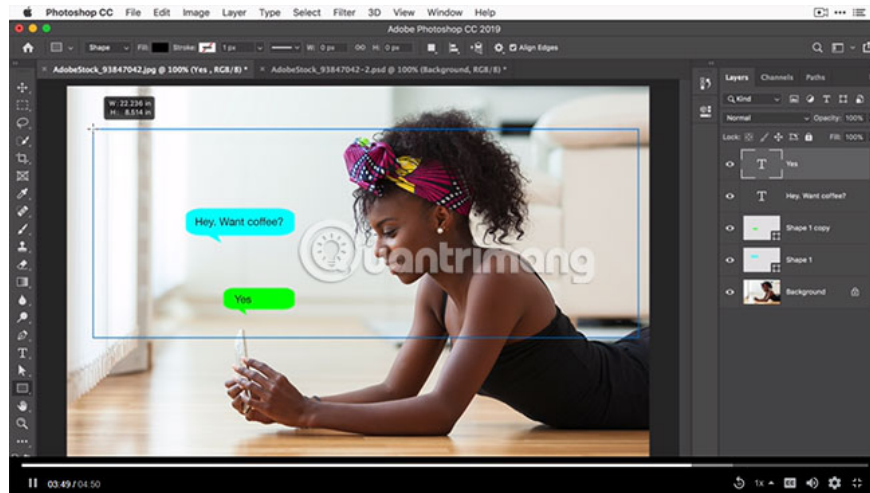 Photoshop CC File Edit Image Layer Type Select Filter 3D View Window Help
Adobe Photoshop CC 2019
Shape Fill: Stroke: 1 px W: 0 px H: 0 px Align Edges
× AdobeStock_93847042.jpg @ 100% (Yes , RGB/8) * × AdobeStock_93847042-2.psd @ 100% (Background, RGB/8) *
Layers Channels Paths
Kind
Normal Opacity: 100%
Lock: Fill: 100%
T Yes
T Hey. Want coffee?
Shape 1 copy
Shape 1
Background
W: 22.236 in
H: 8.514 in
Hey. Want coffee?
Quantrimang
Yes
03:49 / 04:50
1x CC